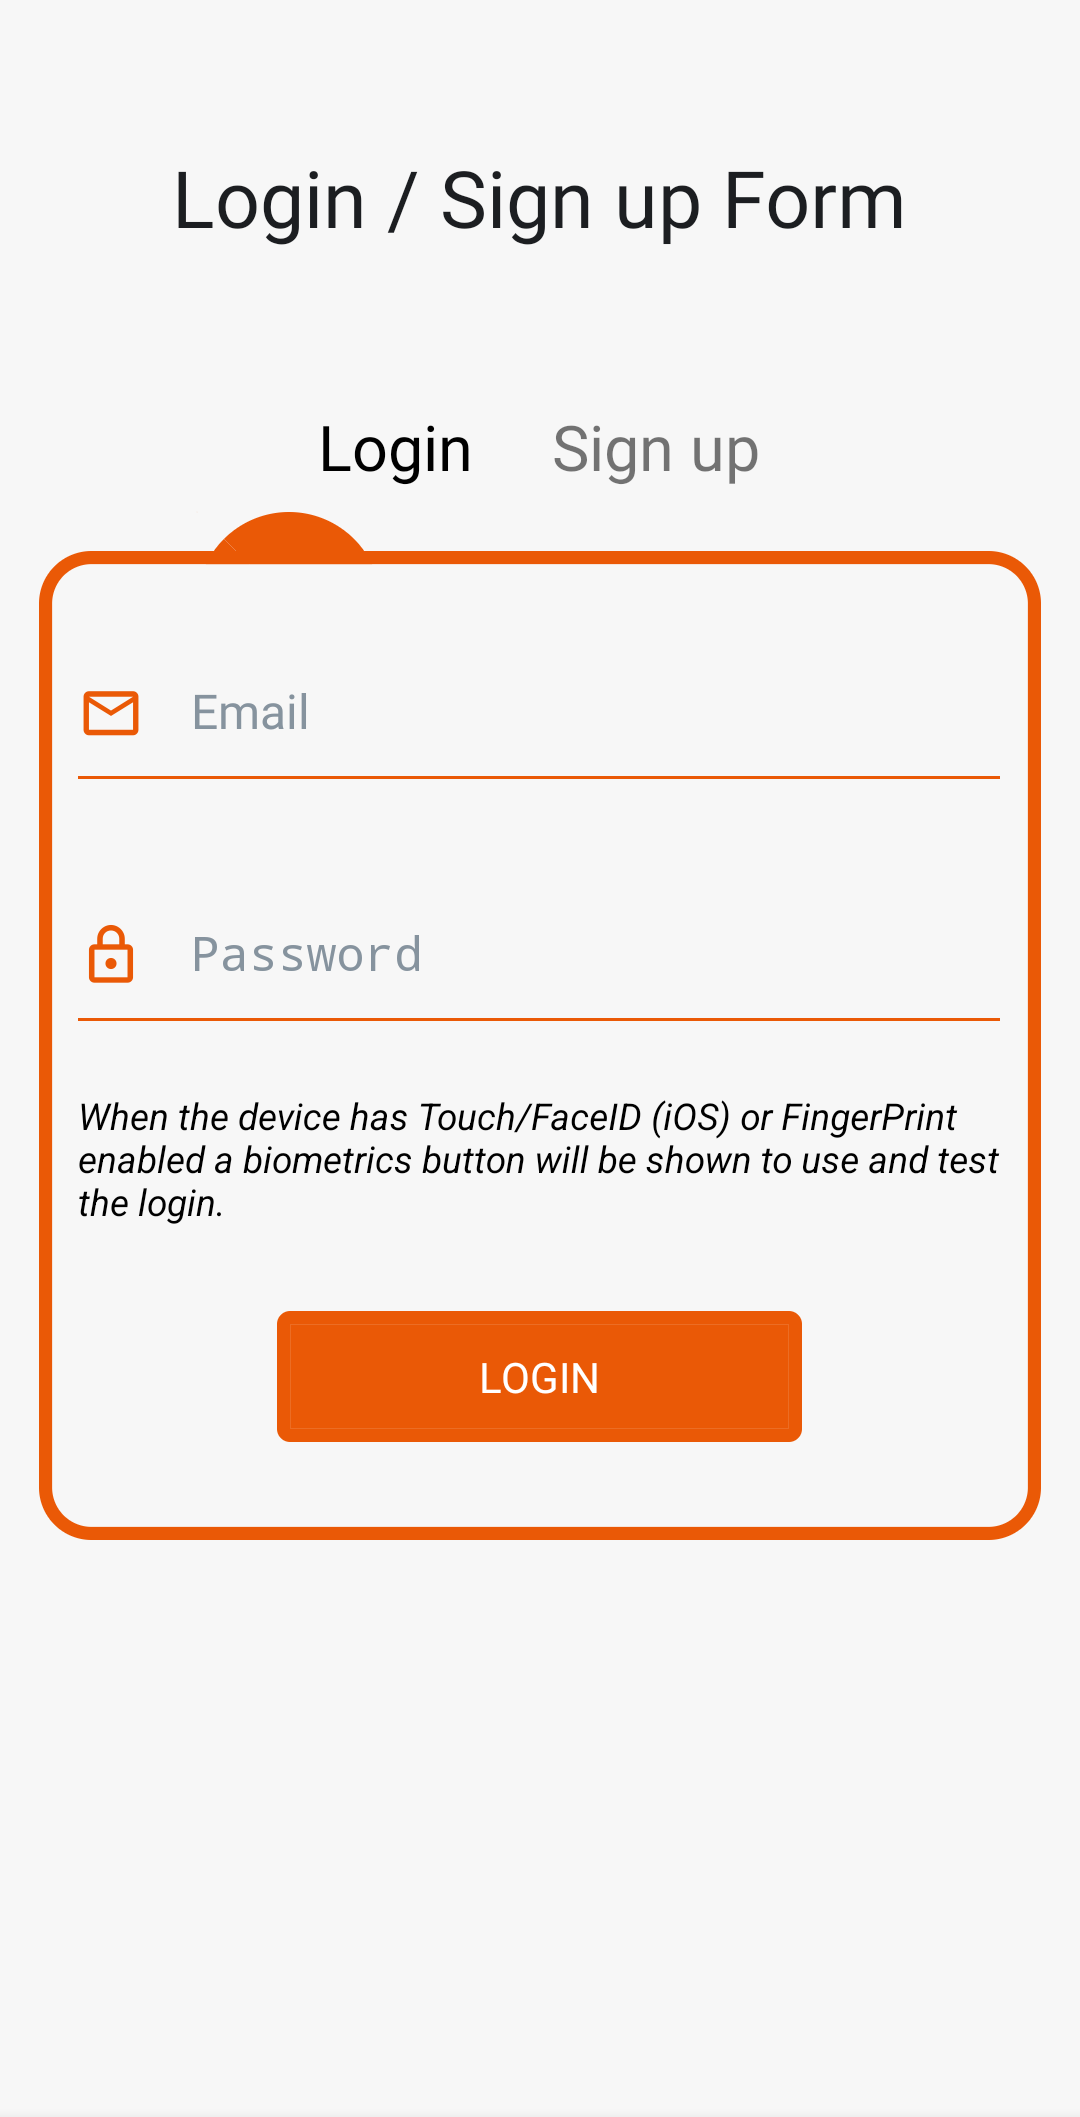 Login / Sign up Form
Login Sign up
Email
Password
When the device has Touch/FaceID (iOS) or FingerPrint
enabled a biometrics button will be shown to use and test
the login.
LOGIN